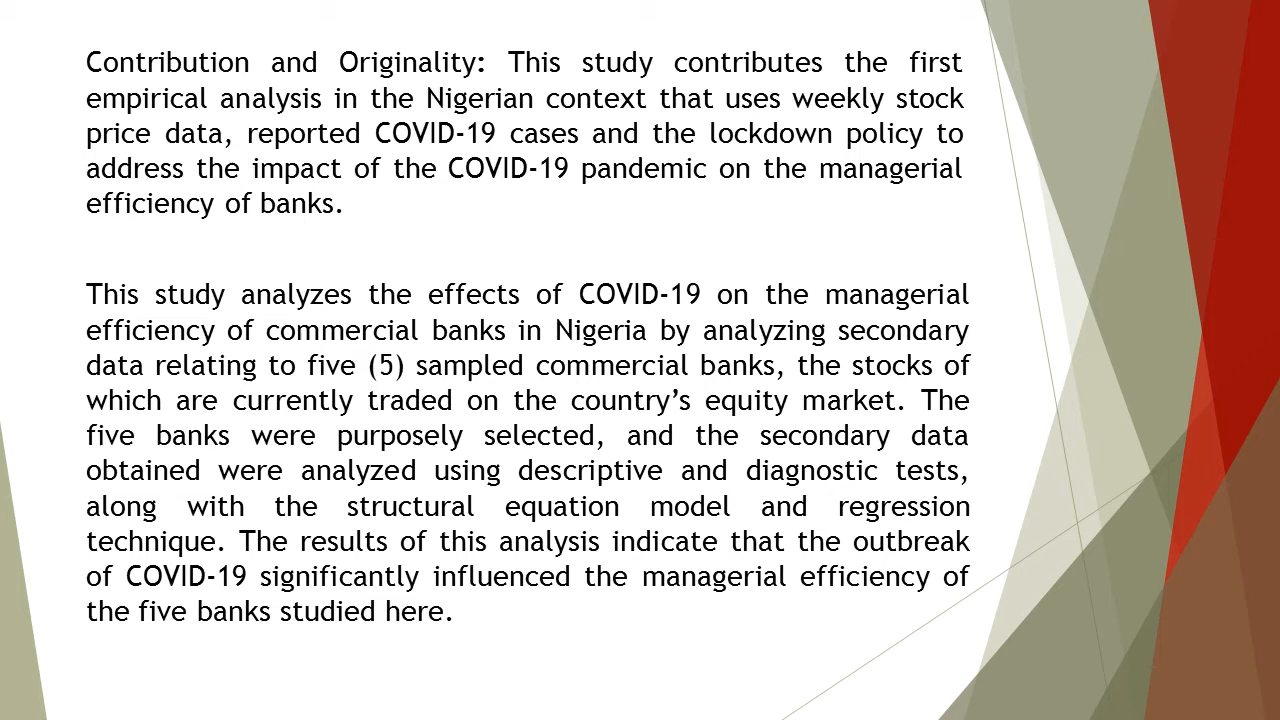 Contribution and Originality: This study contributes the first
empirical analysis in the Nigerian context that uses weekly stock
price data, reported COVID-19 cases and the lockdown policy to
address the impact of the COVID-19 pandemic on the managerial
efficiency of banks.
This study analyzes the effects of COVID-19 on the managerial
efficiency of commercial banks in Nigeria by analyzing secondary
data relating to five (5) sampled commercial banks, the stocks of
which are currently traded on the country’s equity market. The
five banks were purposely selected, and the secondary data
obtained were analyzed using descriptive and diagnostic tests,
along with the structural equation model and regression
technique. The results of this analysis indicate that the outbreak
of COVID-19 significantly influenced the managerial efficiency of
the five banks studied here.